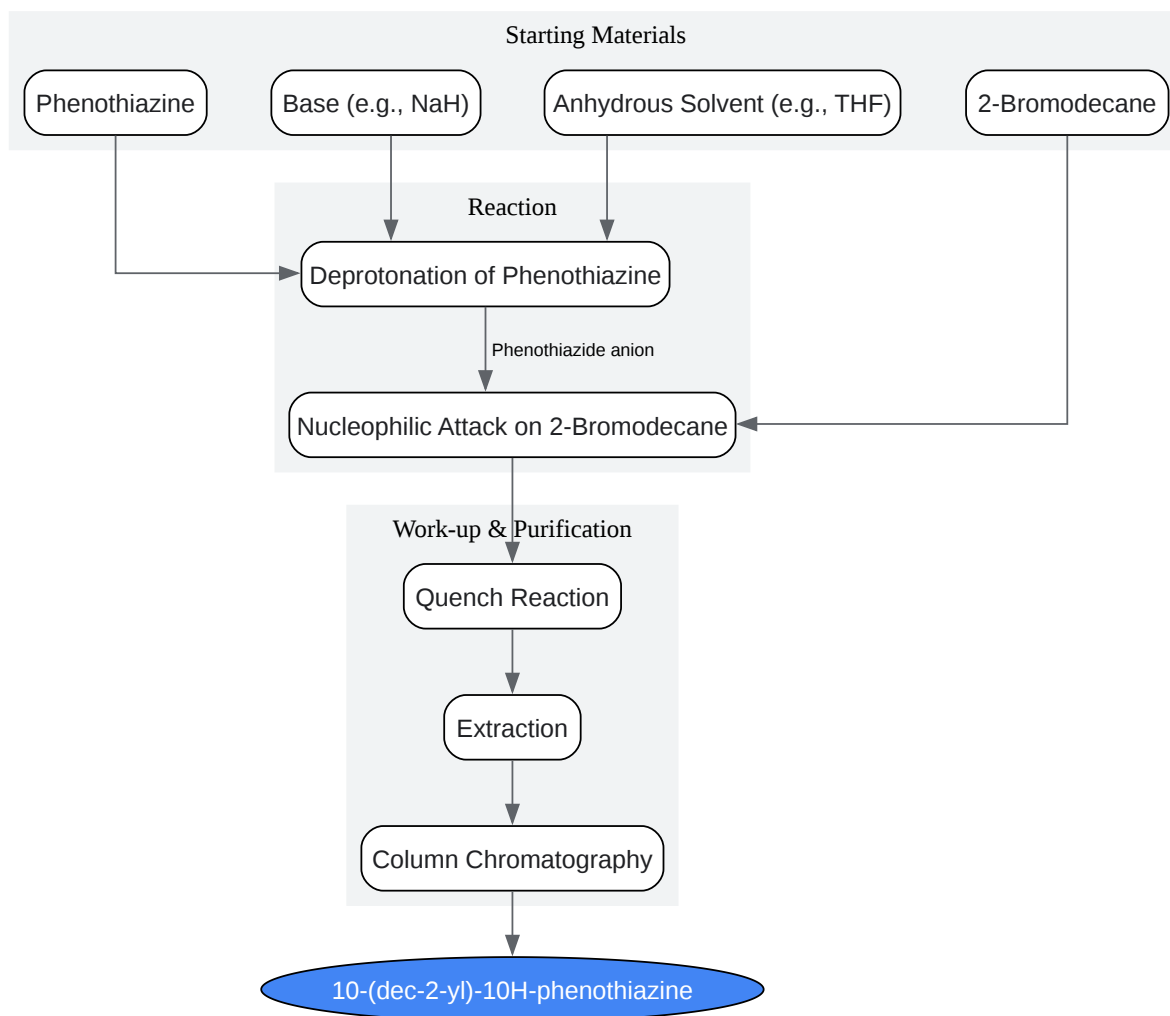 Starting Materials
Phenothiazine
Base (e.g., NaH)
Anhydrous Solvent (e.g., THF)
2-Bromodecane
Reaction
Deprotonation of Phenothiazine
Phenothiazide anion
Nucleophilic Attack on 2-Bromodecane
Work-up & Purification
Quench Reaction
Extraction
Column Chromatography
10-(dec-2-yl)-10H-phenothiazine